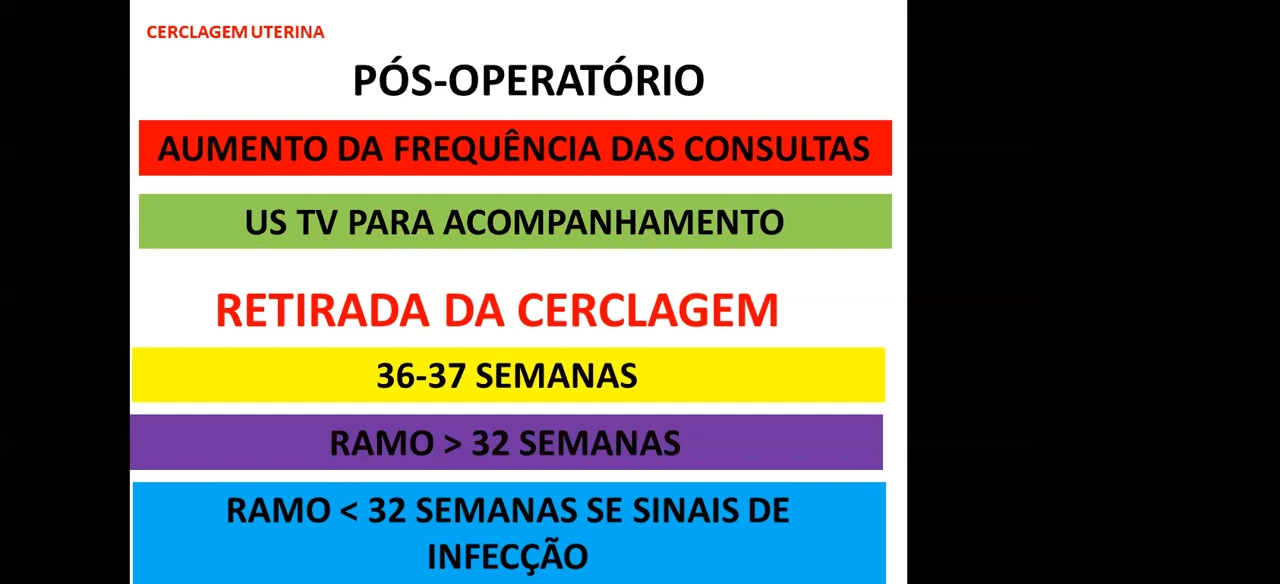 CERCLAGEM UTERINA
PÓS-OPERATÓRIO
AUMENTO DA FREQUÊNCIA DAS CONSULTAS
US TV PARA ACOMPANHAMENTO
RETIRADA DA CERCLAGEM
36-37 SEMANAS
RAMO > 32 SEMANAS
RAMO < 32 SEMANAS SE SINAIS DE
INFECÇÃO